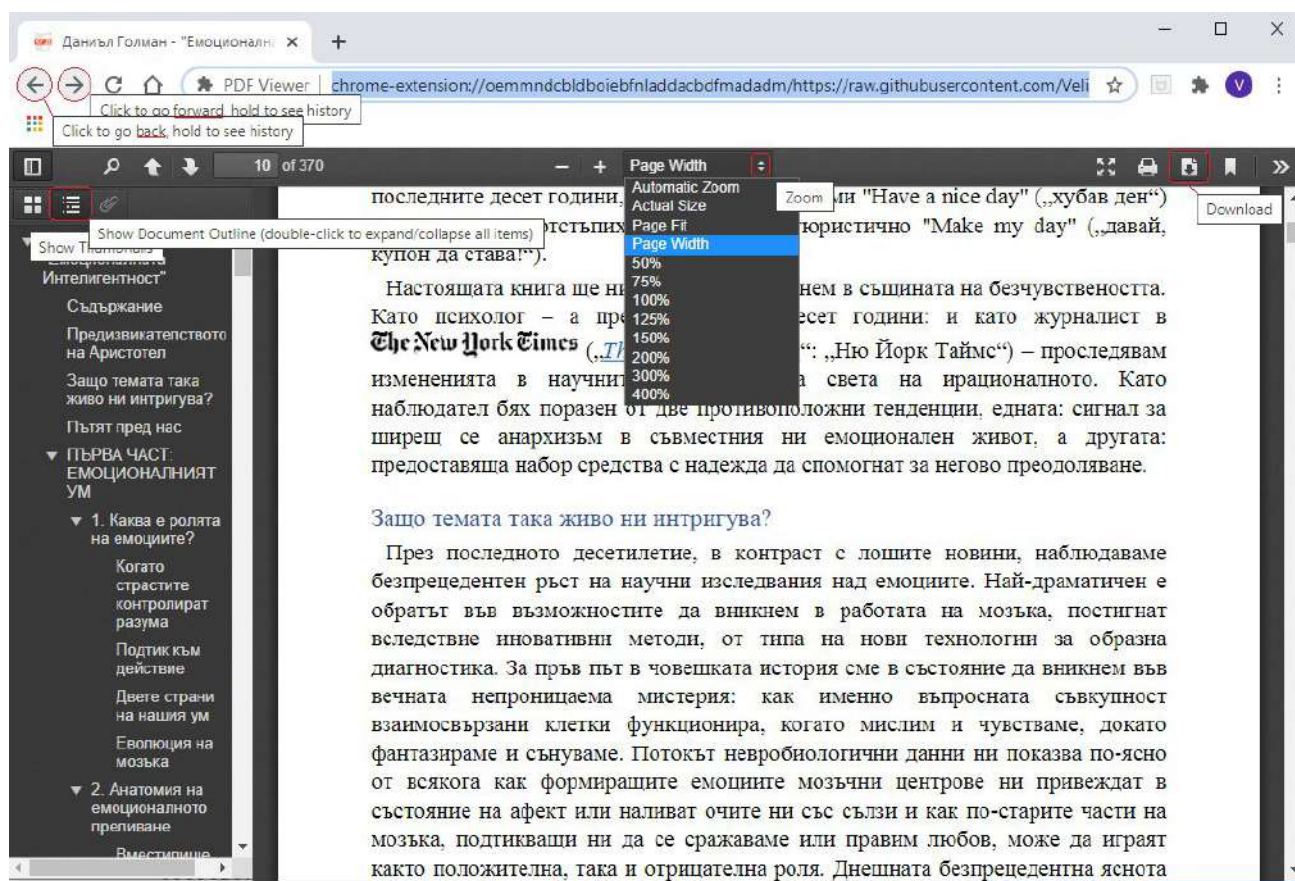 Даниъл Голман - "Емоционалн
PDF Viewer
chrome-extension://oemmndcbldboiebfnladdacbdfmadadm/https://raw.githubusercontent.com/Veli
V
Click to go forward, hold to see history
Click to go back, hold to see history
10 of 370
Page Width
Automatic Zoom
Actual Size
Page Fit
Page Width
50%
75%
100%
125%
150%
200%
300%
400%
Zoom
Download
Show Document Outline (double-click to expand/collapse all items)
Show Thumbnails
Интелигентност"
Съдържание
Предизвикателството
на Аристотел
Защо темата така
живо ни интригува?
Пътят пред нас
ПЪРВА ЧАСТ:
ЕМОЦИОНАЛНИЯТ
УМ
1. Каква е ролята
на емоциите?
Когато
страстите
контролират
разума
Подтик към
действие
Двете страни
на нашия ум
Еволюция на
мозъка
2. Анатомия на
емоционалното
преливане
Вместилище
последните десет години, ми "Have a nice day" („хубав ден“)
отстъпих юристично "Make my day" („давай,
купон да става!“).
Настоящата книга ще ни нем в същината на безчувствеността.
Като психолог – а пре есет години: и като журналист в
The New York Times („Th “: „Ню Йорк Таймс“) – проследявам
измененията в научнит а света на ирационалното. Като
наблюдател бях поразен от две противоположни тенденции, едната: сигнал за
ширещ се анархизъм в съвместния ни емоционален живот, а другата:
предоставяща набор средства с надежда да спомогнат за негово преодоляване.
Защо темата така живо ни интригува?
През последното десетилетие, в контраст с лошите новини, наблюдаваме
безпрецедентен ръст на научни изследвания над емоциите. Най-драматичен е
обратът във възможностите да вникнем в работата на мозъка, постигнат
вследствие иновативни методи, от типа на нови технологии за образна
диагностика. За пръв път в човешката история сме в състояние да вникнем във
вечната непроницаема мистерия: как именно въпросната съвкупност
взаимосвързани клетки функционира, когато мислим и чувстваме, докато
фантазираме и сънуваме. Потокът невробиологични данни ни показва по-ясно
от всякога как формиращите емоциите мозъчни центрове ни привеждат в
състояние на афект или наливат очите ни със сълзи и как по-старите части на
мозъка, подтикващи ни да се сражаваме или правим любов, може да играят
както положителна, така и отрицателна роля. Днешната безпрецедентна яснота